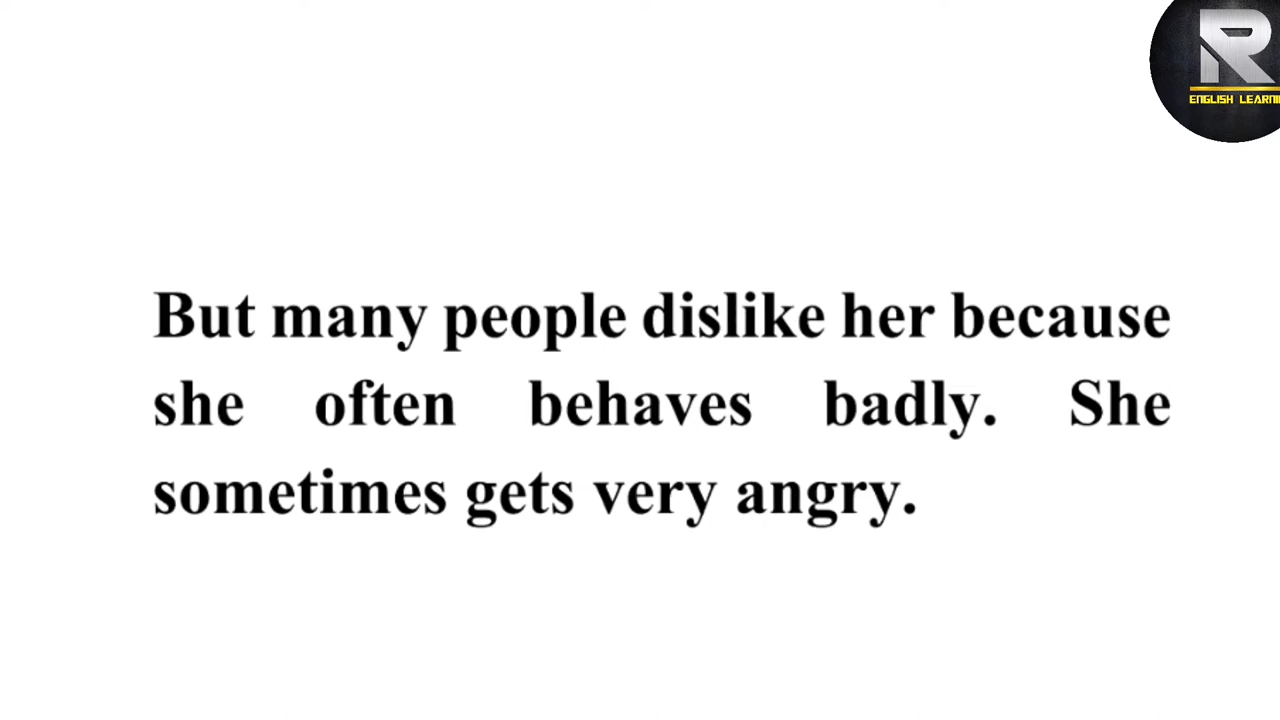 R
ENGLISH LEARNI
But many people dislike her because
she often behaves badly. She
sometimes gets very angry.